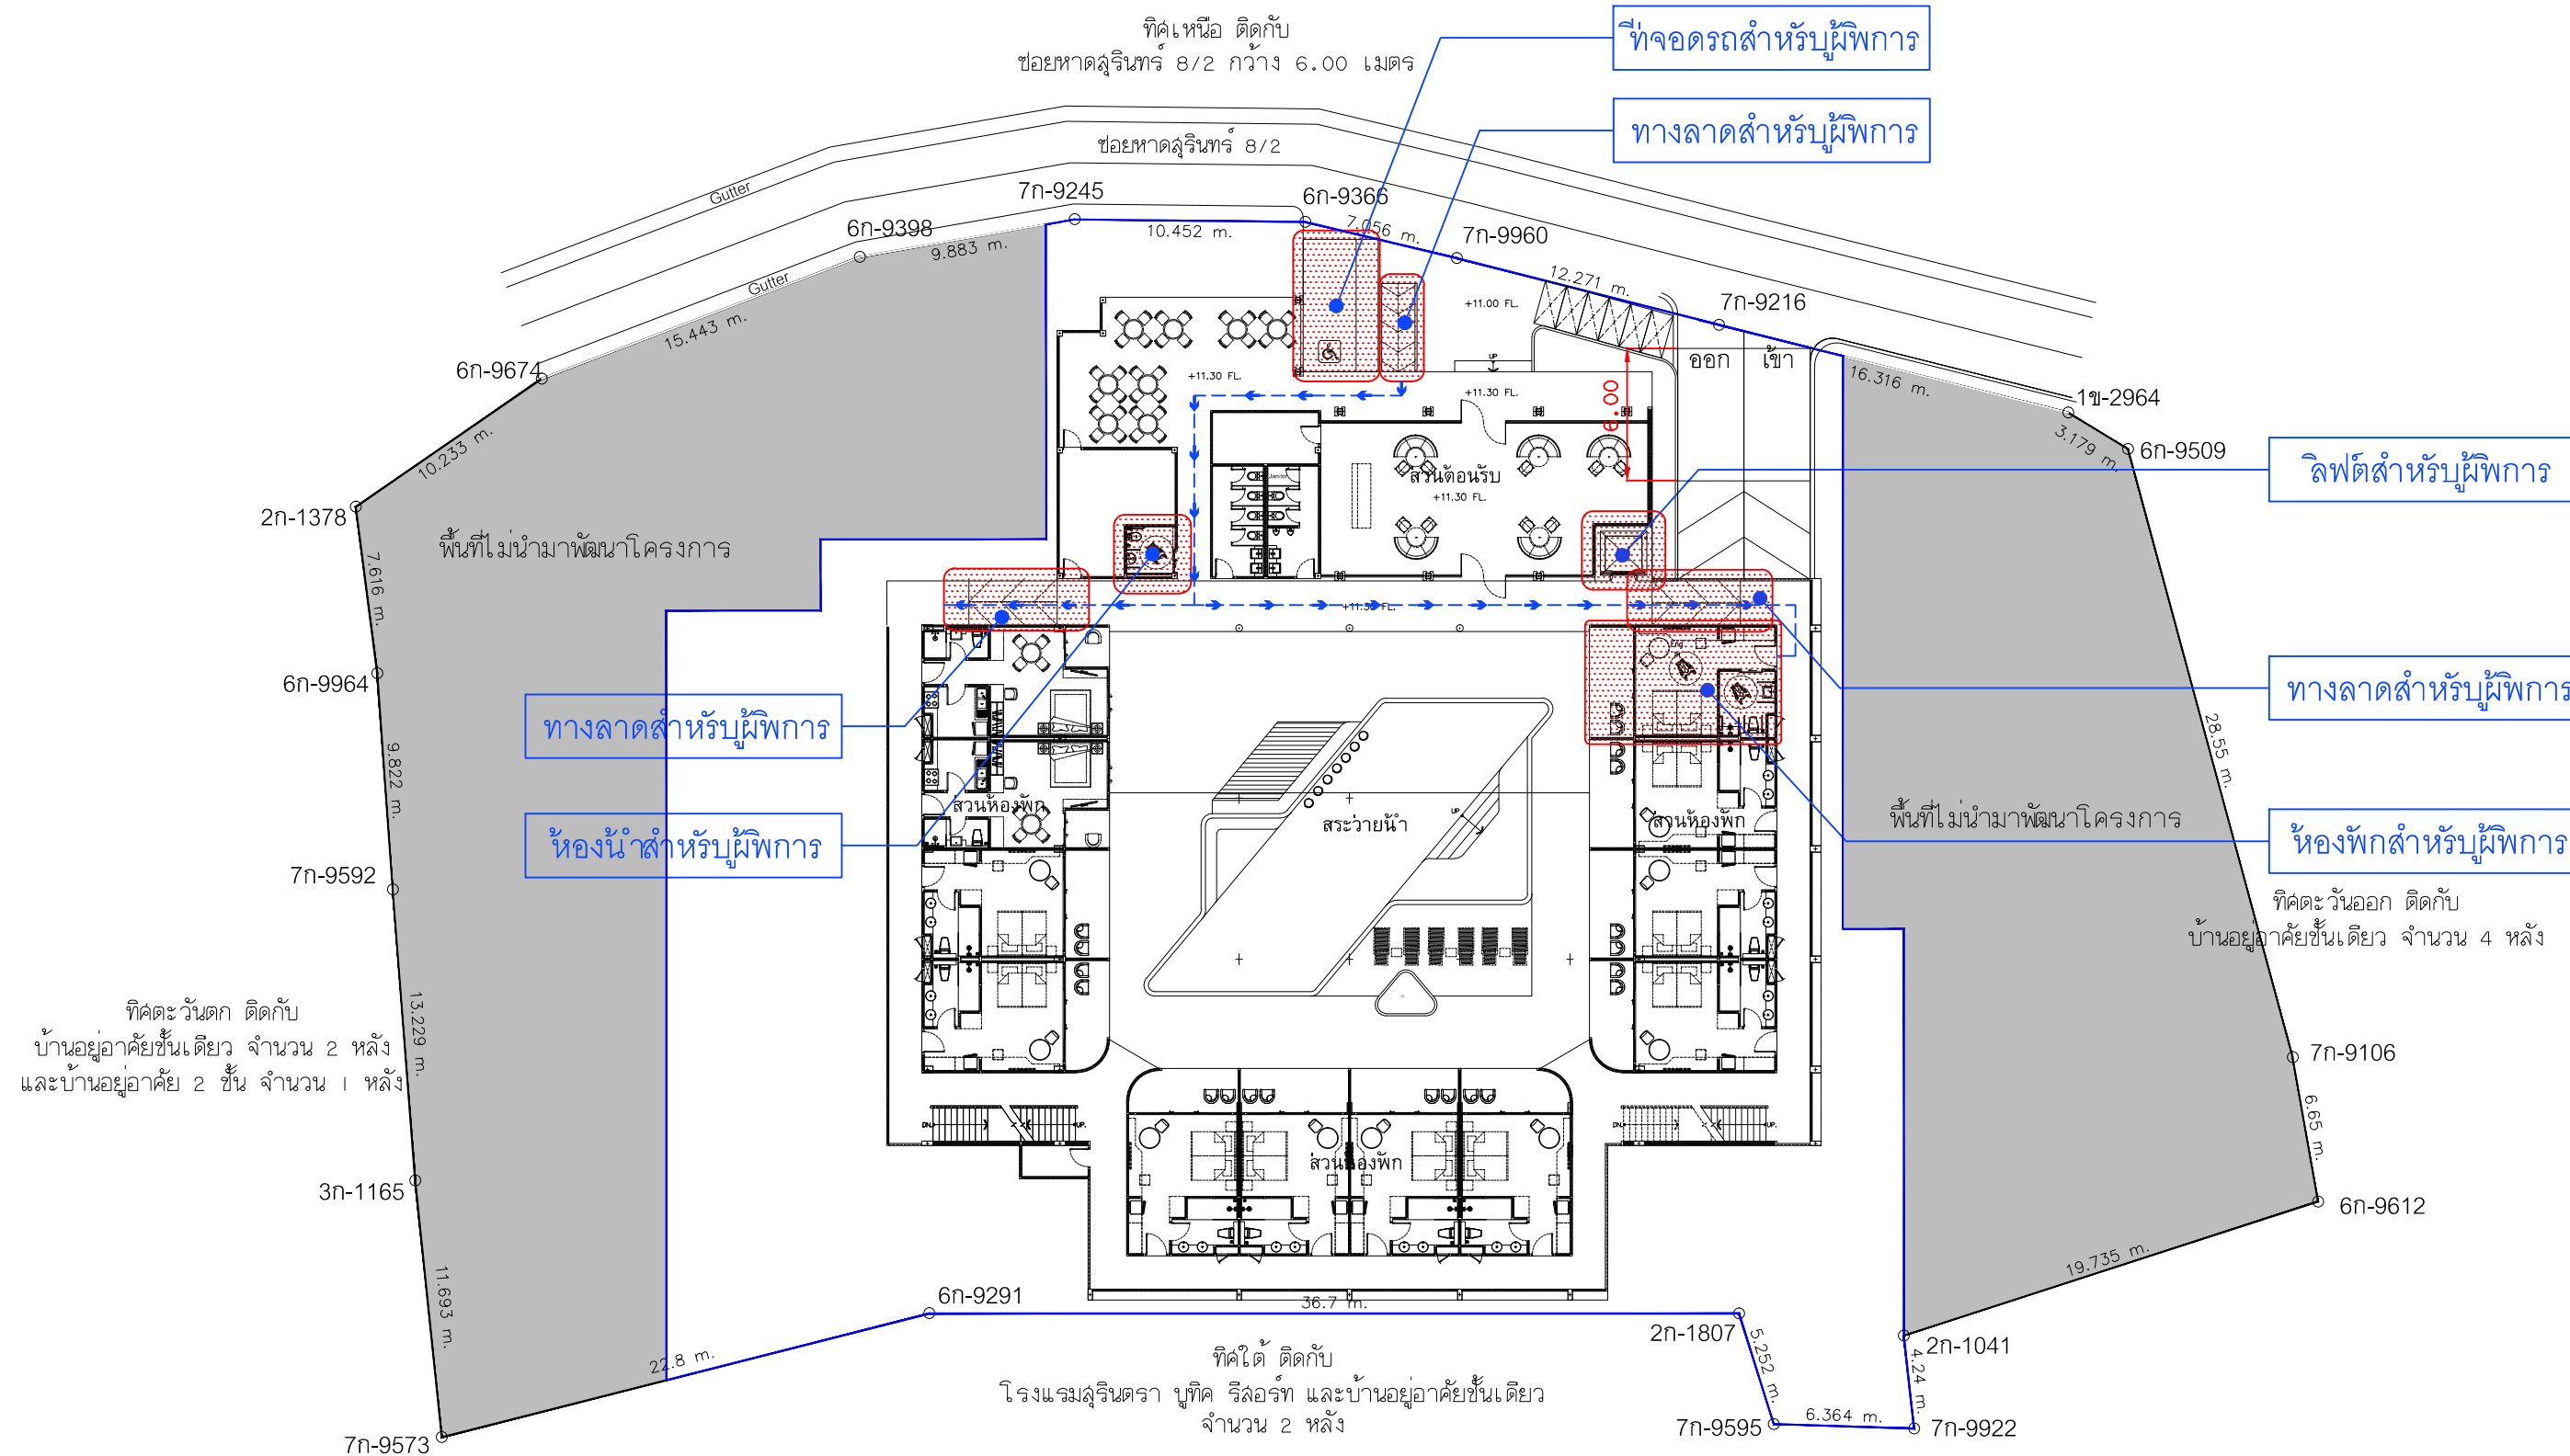 ทิศเหนือ ติดกับ
ซอยหาดสุรินทร์ 8/2 กว้าง 6.00 เมตร
ที่จอดรถสำหรับผู้พิการ
ทางลาดสำหรับผู้พิการ
ซอยหาดสุรินทร์ 8/2
Gutter
7ก-9245
6ก-9366
7.056 m.
6ก-9398
10.452 m.
7ก-9960
9.883 m.
Gutter
12.271 m.
+11.00 FL.
7ก-9216
15.443 m.
6ก-9674
UP
ออก
เข้า
+11.30 FL.
+11.30 FL.
6.00
16.316 m.
1ข-2964
3.179 m.
6ก-9509
10.233 m.
ลิฟต์สำหรับผู้พิการ
ส่วนต้อนรับ
+11.30 FL.
2ก-1378
พื้นที่ไม่นำมาพัฒนาโครงการ
7.616 m.
+11.30 FL.
6ก-9964
ทางลาดสำหรับผู้พิการ
ทางลาดสำหรับผู้พิการ
28.55 m.
9.822 m.
ส่วนห้องพัก
สระว่ายน้ำ
UP
ส่วนห้องพัก
พื้นที่ไม่นำมาพัฒนาโครงการ
ห้องน้ำสำหรับผู้พิการ
ห้องพักสำหรับผู้พิการ
7ก-9592
ทิศตะวันออก ติดกับ
บ้านอยู่อาศัยชั้นเดียว จำนวน 4 หลัง
ทิศตะวันตก ติดกับ
บ้านอยู่อาศัยชั้นเดียว จำนวน 2 หลัง
และบ้านอยู่อาศัย 2 ชั้น จำนวน 1 หลัง
13.229 m.
7ก-9106
6.65 m.
DN.
UP.
DN.
UP.
ส่วนห้องพัก
3ก-1165
6ก-9612
11.693 m.
19.735 m.
6ก-9291
36.7 m.
2ก-1807
5.252 m.
2ก-1041
4.24 m.
22.8 m.
ทิศใต้ ติดกับ
โรงแรมสุรินตรา บูทิค รีสอร์ท และบ้านอยู่อาศัยชั้นเดียว
จำนวน 2 หลัง
7ก-9573
7ก-9595
6.364 m.
7ก-9922